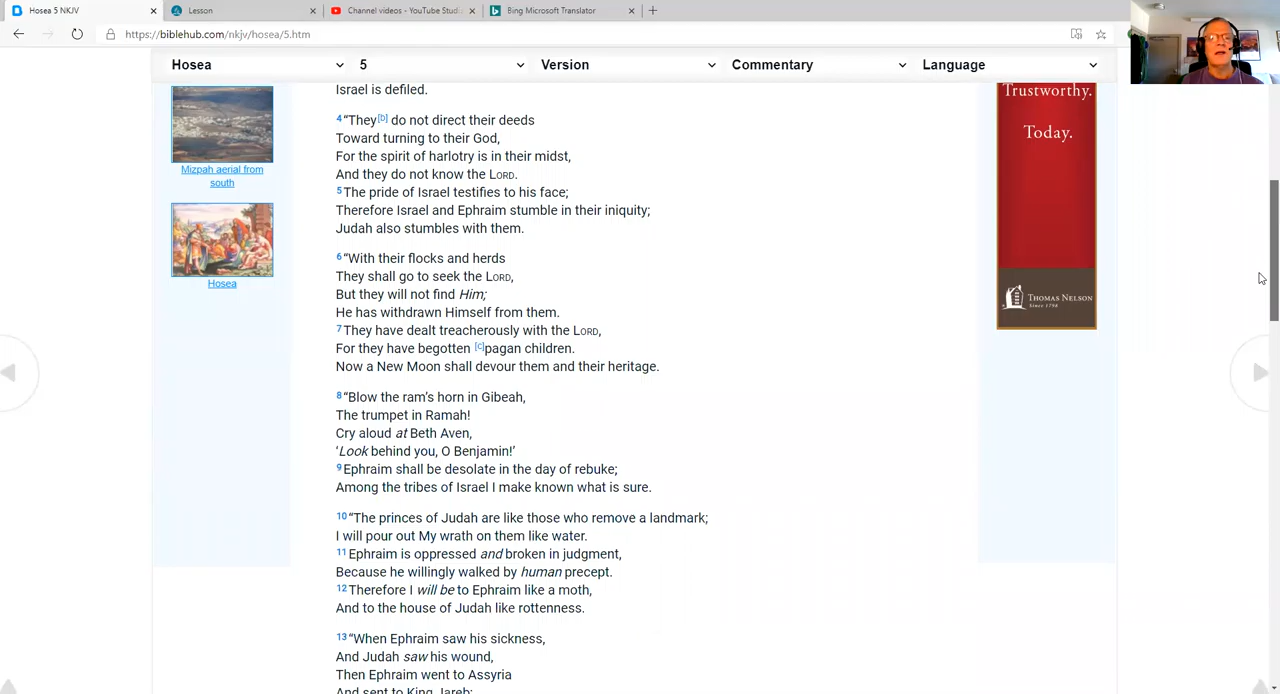 Hosea 5 NKJV
Lesson
Channel videos - YouTube Stud
Bing Microsoft Translator
https://biblehub.com/nkjv/hosea/5.htm
Hosea
5
Version
Commentary
Language
Mizpah aerial from
south
Hosea
Israel is defiled.
4 “They[b] do not direct their deeds
Toward turning to their God,
For the spirit of harlotry is in their midst,
And they do not know the LORD.
5 The pride of Israel testifies to his face;
Therefore Israel and Ephraim stumble in their iniquity;
Judah also stumbles with them.
6 “With their flocks and herds
They shall go to seek the LORD,
But they will not find Him;
He has withdrawn Himself from them.
7 They have dealt treacherously with the LORD,
For they have begotten [c]pagan children.
Now a New Moon shall devour them and their heritage.
8 “Blow the ram’s horn in Gibeah,
The trumpet in Ramah!
Cry aloud at Beth Aven,
‘Look behind you, O Benjamin!’
9 Ephraim shall be desolate in the day of rebuke;
Among the tribes of Israel I make known what is sure.
10 “The princes of Judah are like those who remove a landmark;
I will pour out My wrath on them like water.
11 Ephraim is oppressed and broken in judgment,
Because he willingly walked by human precept.
12 Therefore I will be to Ephraim like a moth,
And to the house of Judah like rottenness.
13 “When Ephraim saw his sickness,
And Judah saw his wound,
Then Ephraim went to Assyria
And sent to King Jareb;
Trustworthy.
Today.
THOMAS NELSON
Since 1798